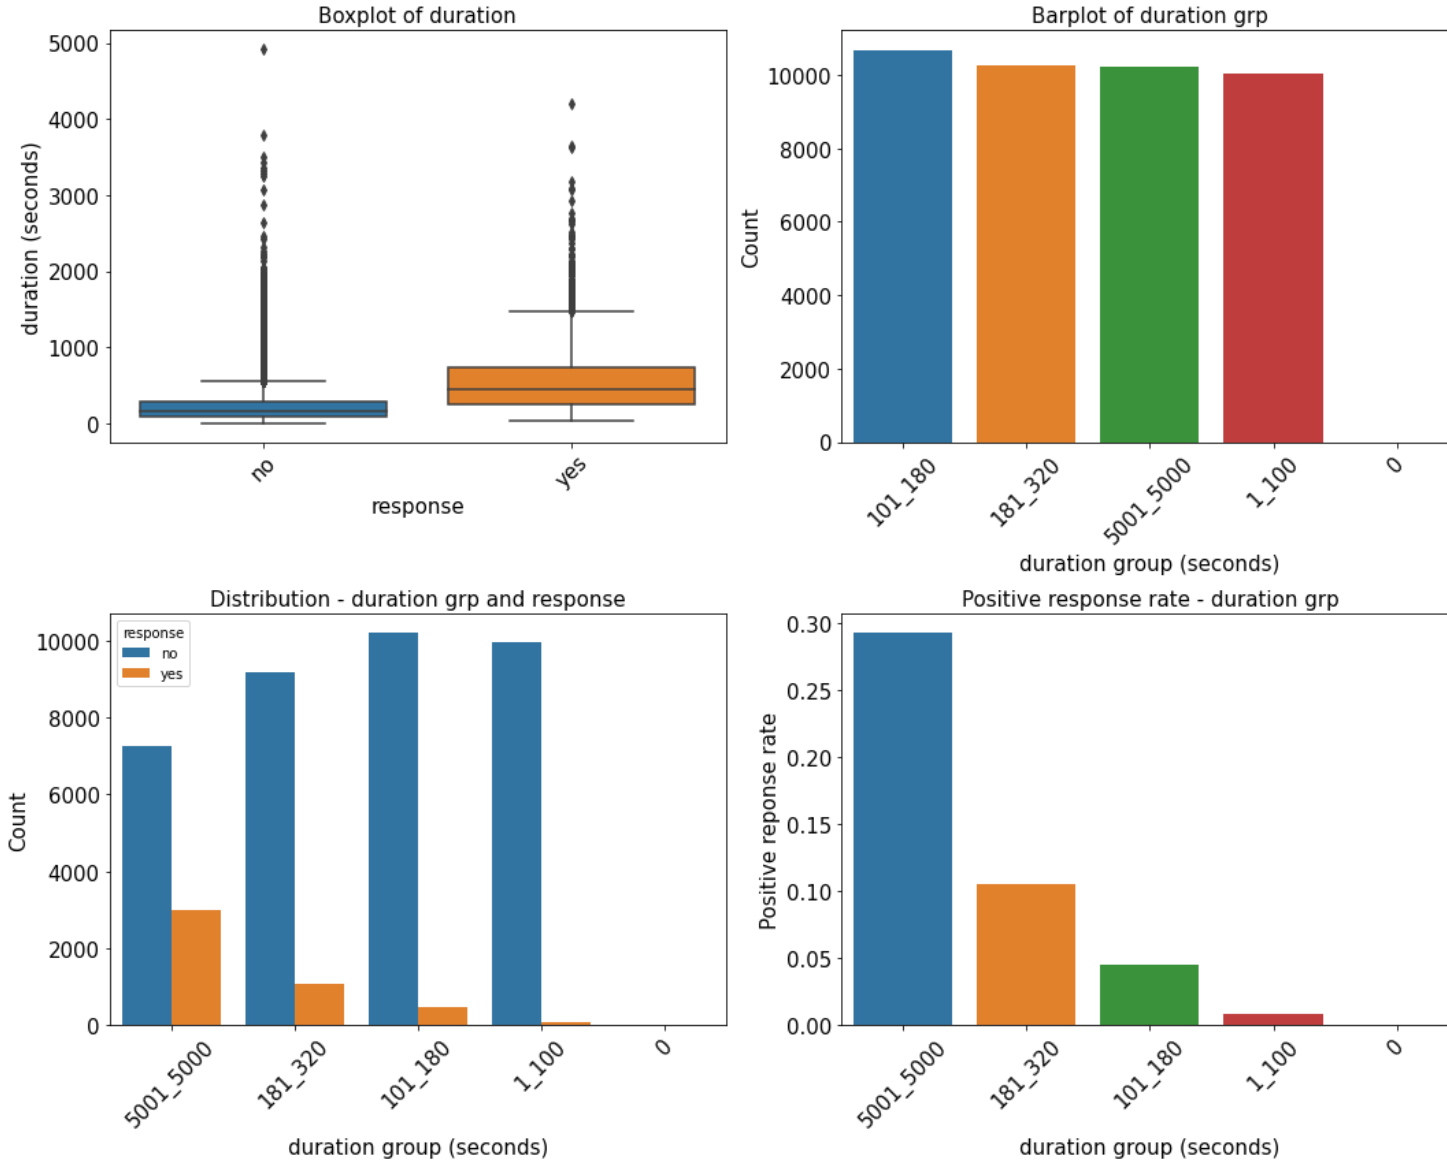 Boxplot of duration
duration (seconds)
5000
4000
3000
2000
1000
0
no
yes
response
Barplot of duration grp
Count
10000
8000
6000
4000
2000
0
101_180
181_320
5001_5000
1_100
0
duration group (seconds)
Distribution - duration grp and response
response
no
yes
Count
10000
8000
6000
4000
2000
0
5001_5000
181_320
101_180
1_100
0
duration group (seconds)
Positive response rate - duration grp
Positive reponse rate
0.30
0.25
0.20
0.15
0.10
0.05
0.00
5001_5000
181_320
101_180
1_100
0
duration group (seconds)